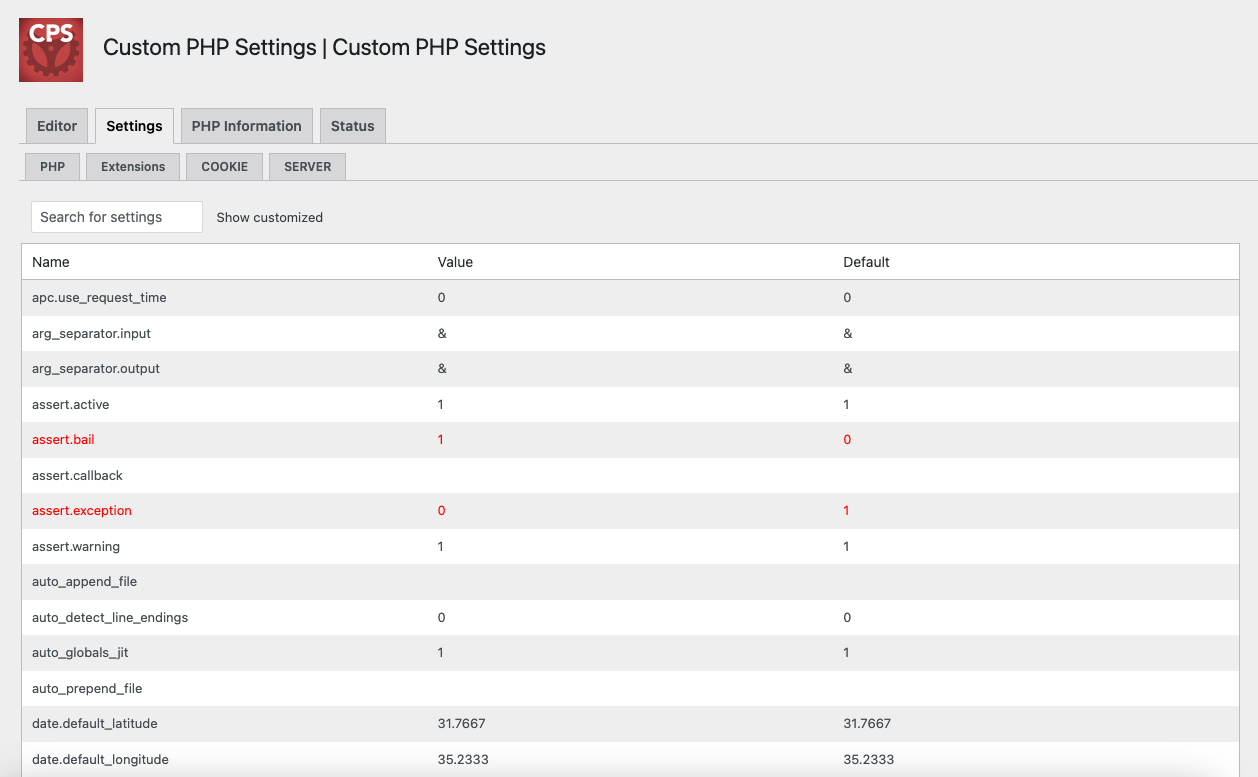 CPS
Custom PHP Settings | Custom PHP Settings
Editor Settings PHP Information Status
PHP Extensions COOKIE SERVER
Search for settings Show customized
Name Value Default
apc.use_request_time 0 0
arg_separator.input & &
arg_separator.output & &
assert.active 1 1
assert.bail 1 0
assert.callback
assert.exception 0 1
assert.warning 1 1
auto_append_file
auto_detect_line_endings 0 0
auto_globals_jit 1 1
auto_prepend_file
date.default_latitude 31.7667 31.7667
date.default_longitude 35.2333 35.2333